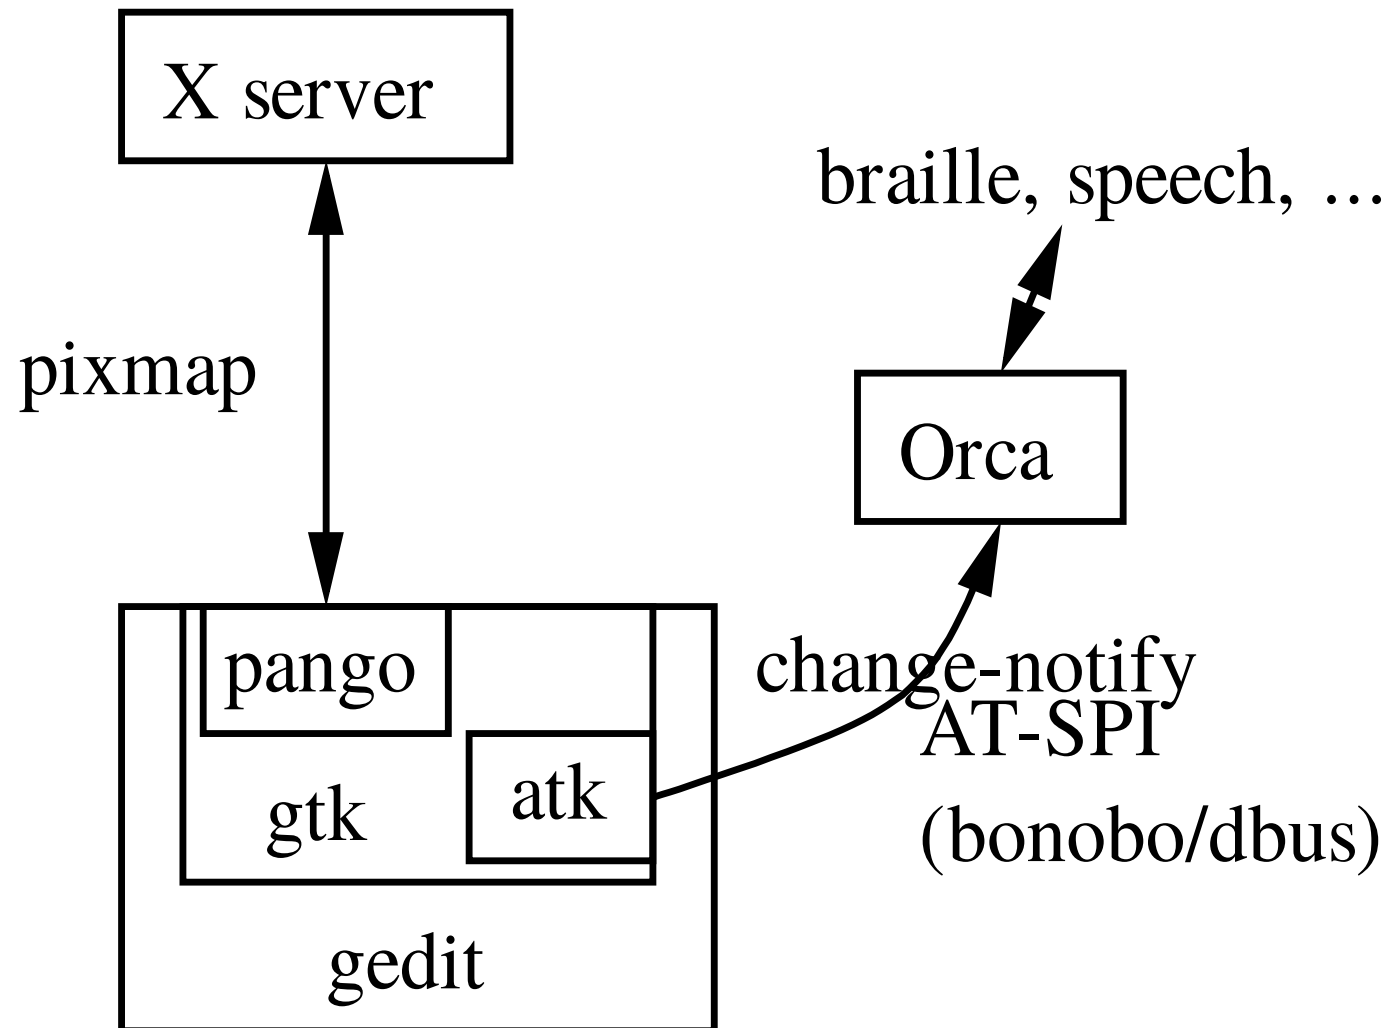 X server
braille, speech, ...
pixmap
Orca
pango
change-notify
AT-SPI
atk
gtk
(bonobo/dbus)
gedit